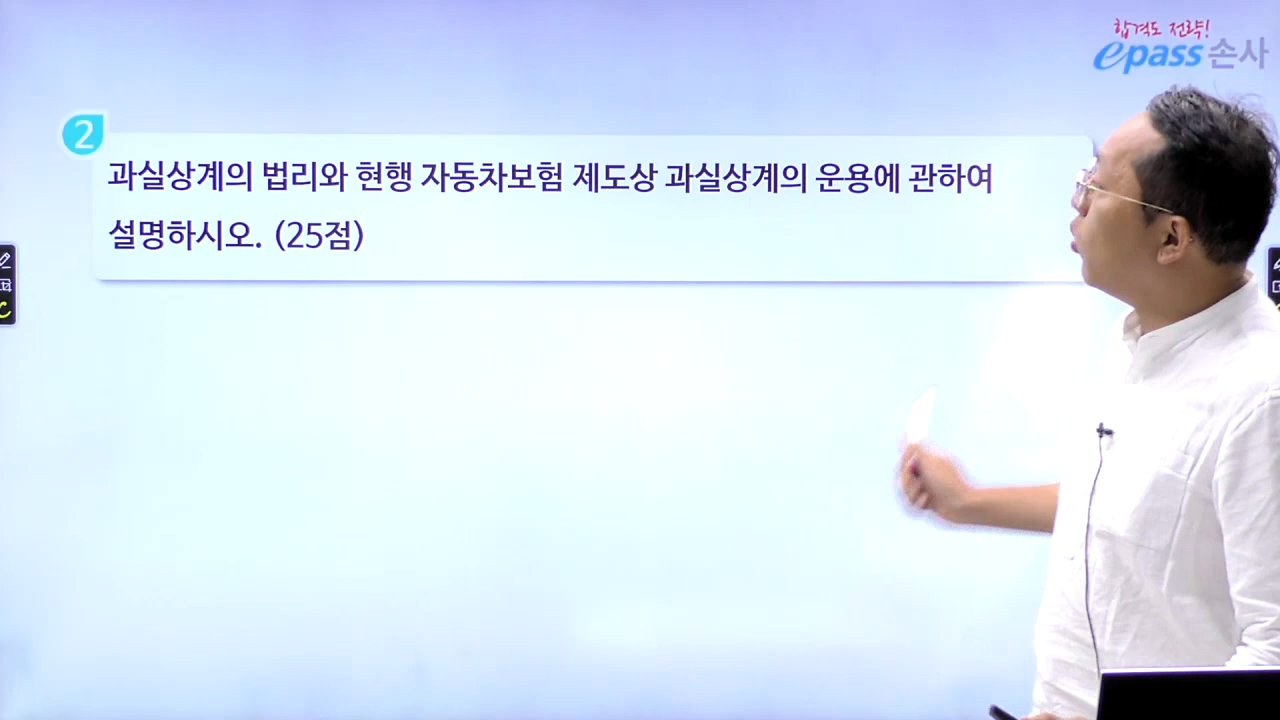 합격도 전략!
epass 손사
2
과실상계의 법리와 현행 자동차보험 제도상 과실상계의 운용에 관하여
설명하시오. (25점)